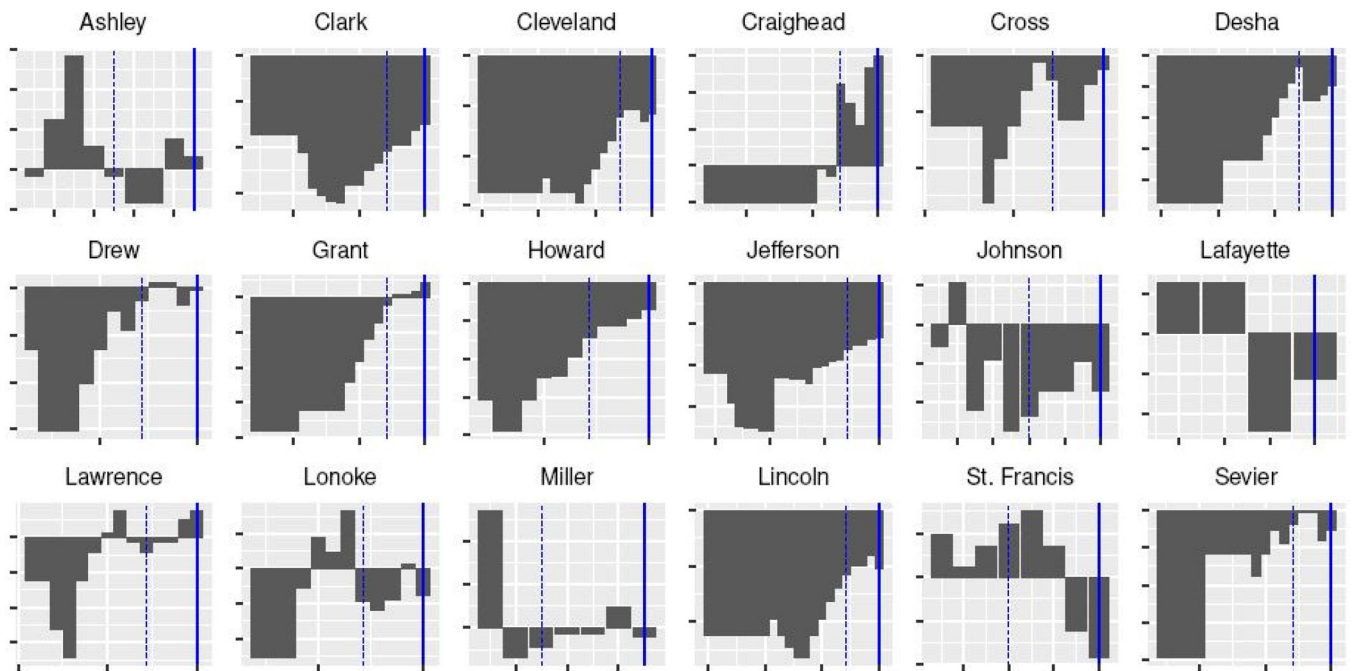 Ashley Clark Cleveland Craighead Cross Desha
Drew Grant Howard Jefferson Johnson Lafayette
Lawrence Lonoke Miller Lincoln St. Francis Sevier